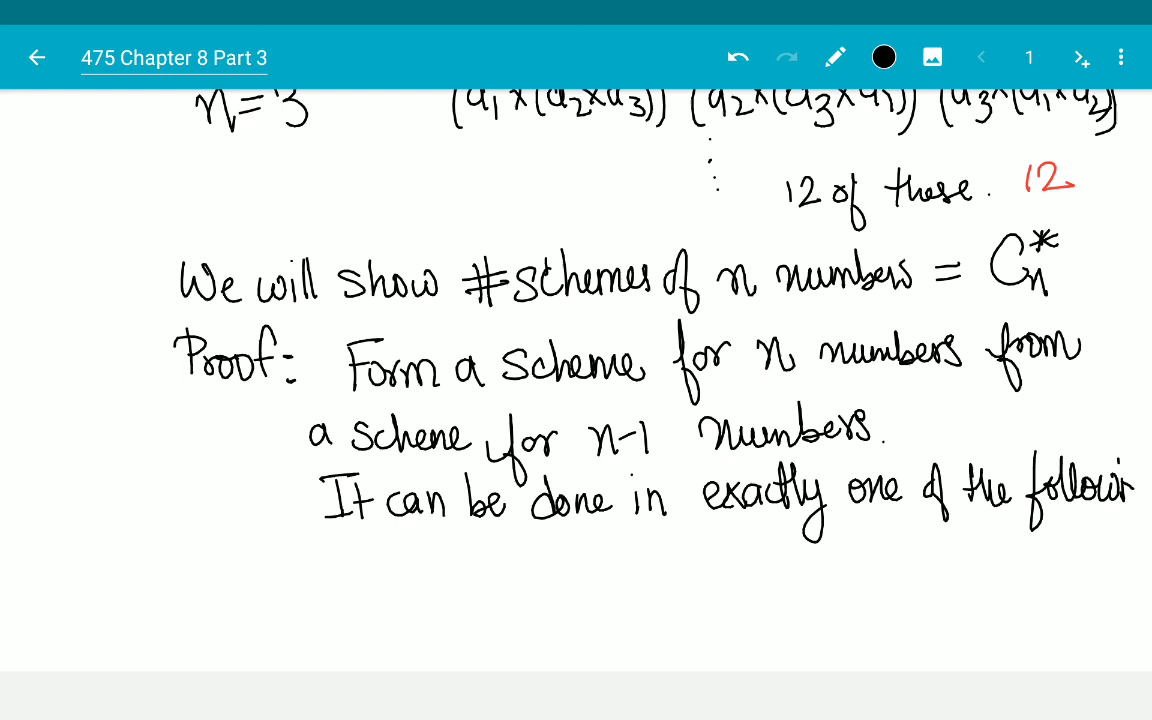 475 Chapter 8 Part 3
1
n=3 (a₁×(a₂×a₃)) (a₂×(a₃×a₁)) (a₃×(a₁×a₂))
12 of these. 12
We will show #schemes of n numbers = Cₙ*
Proof: Form a scheme for n numbers from
a scheme for n-1 numbers.
It can be done in exactly one of the followi